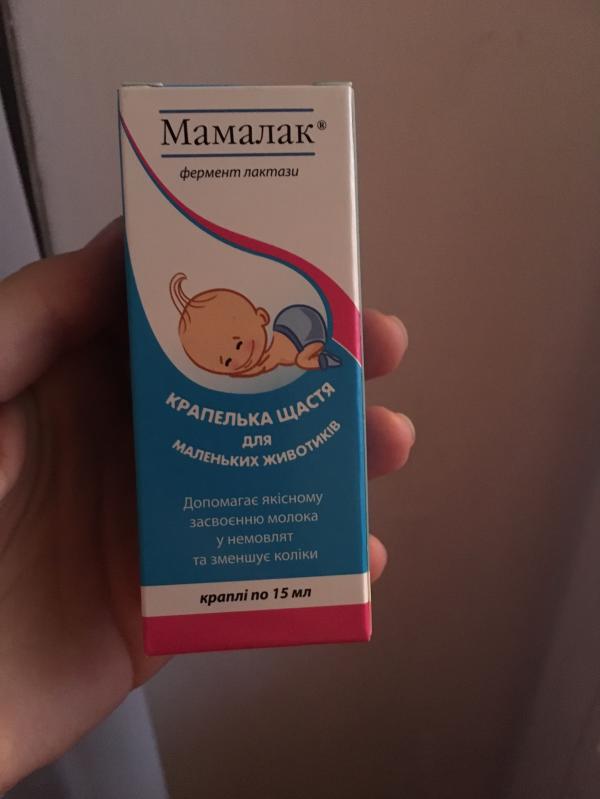 Мамалак®
фермент лактази
КРАПЕЛЬКА ЩАСТЯ
ДЛЯ
МАЛЕНЬКИХ ЖИВОТИКІВ
Допомагає якісному
засвоєнню молока
у немовлят
та зменшує коліки
краплі по 15 мл